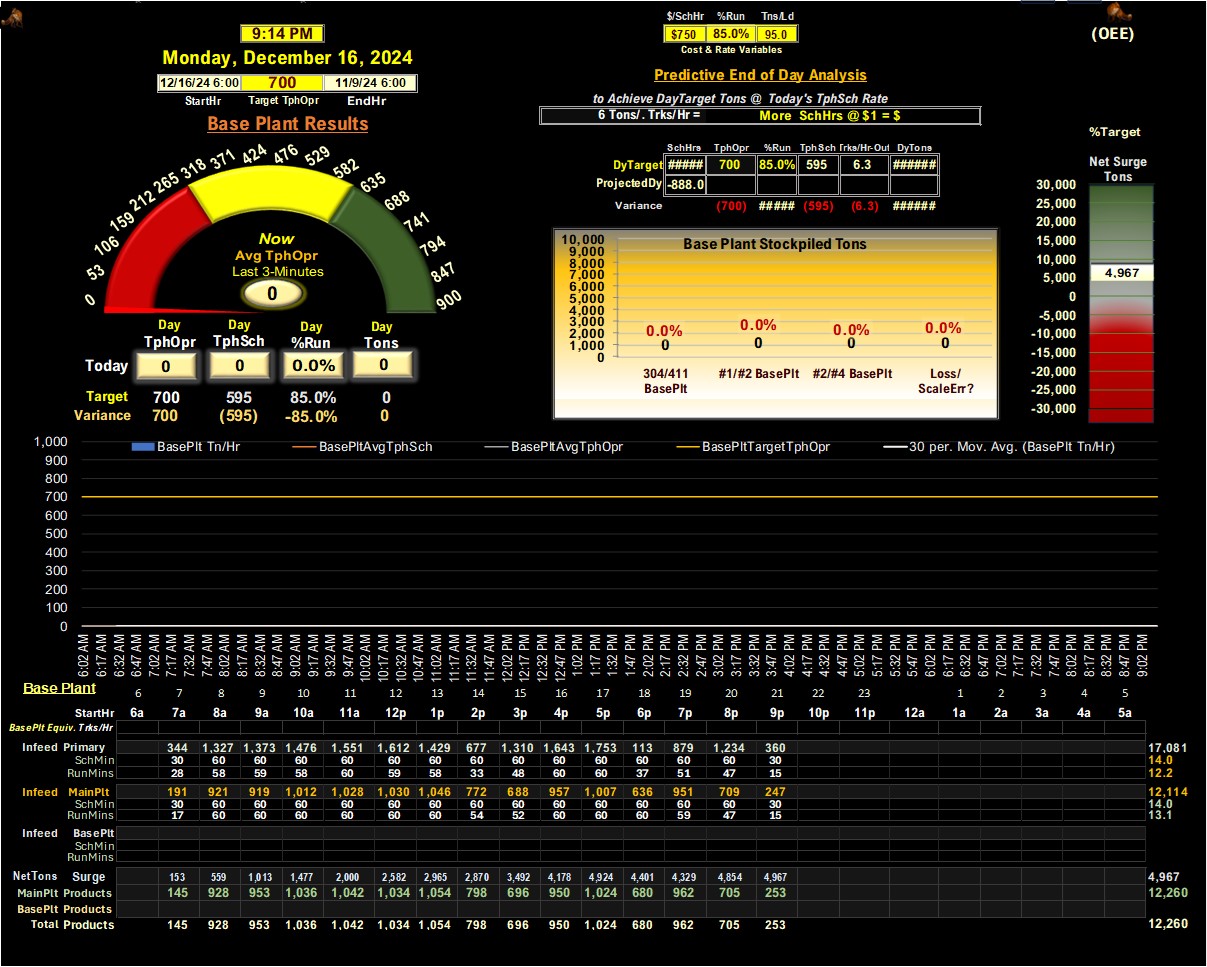 9:14 PM
Monday, December 16, 2024
12/16/24 6:00 700 11/9/24 6:00
StartHr Target TphOpr EndHr
Base Plant Results
0 53 106 159 212 265 318 371 424 476 529 582 635 688 741 794 847 900
Now
Avg TphOpr
Last 3-Minutes
0
Day Day Day Day
TphOpr TphSch %Run Tons
Today 0 0 0.0% 0
Target 700 595 85.0% 0
Variance 700 (595) -85.0% 0
$/SchHr %Run Tns/Ld
$750 85.0% 95.0
Cost & Rate Variables
Predictive End of Day Analysis
to Achieve DayTarget Tons @ Today's TphSch Rate
6 Tons/. Trks/Hr = More SchHrs @ $1 = $
SchHrs TphOpr %Run TphSch Trks/Hr-Out DyTons
DyTarget ##### 700 85.0% 595 6.3 ######
ProjectedDy -888.0
Variance (700) ##### (595) (6.3) ######
Base Plant Stockpiled Tons
10,000
9,000
8,000
7,000
6,000
5,000
4,000
3,000
2,000
1,000
0
0.0% 0.0% 0.0% 0.0%
0 0 0 0
304/411 BasePlt #1/#2 BasePlt #2/#4 BasePlt Loss/ ScaleErr?
(OEE)
%Target
Net Surge
Tons
30,000
25,000
20,000
15,000
10,000
5,000
0
-5,000
-10,000
-15,000
-20,000
-25,000
-30,000
4,967
BasePlt Tn/Hr BasePltAvgTphSch BasePltAvgTphOpr BasePltTargetTphOpr 30 per. Mov. Avg. (BasePlt Tn/Hr)
1,000
900
800
700
600
500
400
300
200
100
0
6:02 AM 6:17 AM 6:32 AM 6:47 AM 7:02 AM 7:17 AM 7:32 AM 7:47 AM 8:02 AM 8:17 AM 8:32 AM 8:47 AM 9:02 AM 9:17 AM 9:32 AM 9:47 AM 10:02 AM 10:17 AM 10:32 AM 10:47 AM 11:02 AM 11:17 AM 11:32 AM 11:47 AM 12:02 PM 12:17 PM 12:32 PM 12:47 PM 1:02 PM 1:17 PM 1:32 PM 1:47 PM 2:02 PM 2:17 PM 2:32 PM 2:47 PM 3:02 PM 3:17 PM 3:32 PM 3:47 PM 4:02 PM 4:17 PM 4:32 PM 4:47 PM 5:02 PM 5:17 PM 5:32 PM 5:47 PM 6:02 PM 6:17 PM 6:32 PM 6:47 PM 7:02 PM 7:17 PM 7:32 PM 7:47 PM 8:02 PM 8:17 PM 8:32 PM 8:47 PM 9:02 PM
Base Plant 6 7 8 9 10 11 12 13 14 15 16 17 18 19 20 21 22 23 1 2 3 4 5
StartHr 6a 7a 8a 9a 10a 11a 12p 1p 2p 3p 4p 5p 6p 7p 8p 9p 10p 11p 12a 1a 2a 3a 4a 5a
BasePlt Equiv. Trks/Hr
Infeed Primary 344 1,327 1,373 1,476 1,551 1,612 1,429 677 1,310 1,643 1,753 113 879 1,234 360 17,081
SchMin 30 60 60 60 60 60 60 60 60 60 60 60 60 60 30 14.0
RunMins 28 58 59 58 60 59 58 33 48 60 60 37 51 47 15 12.2
Infeed MainPlt 191 921 919 1,012 1,028 1,030 1,046 772 688 957 1,007 636 951 709 247 12,114
SchMin 30 60 60 60 60 60 60 60 60 60 60 60 60 60 30 14.0
RunMins 17 60 60 60 60 60 60 54 52 60 60 60 59 47 15 13.1
Infeed BasePlt
SchMin
RunMins
NetTons Surge 153 559 1,013 1,477 2,000 2,582 2,965 2,870 3,492 4,178 4,924 4,401 4,329 4,854 4,967 4,967
MainPlt Products 145 928 953 1,036 1,042 1,034 1,054 798 696 950 1,024 680 962 705 253 12,260
BasePlt Products
Total Products 145 928 953 1,036 1,042 1,034 1,054 798 696 950 1,024 680 962 705 253 12,260